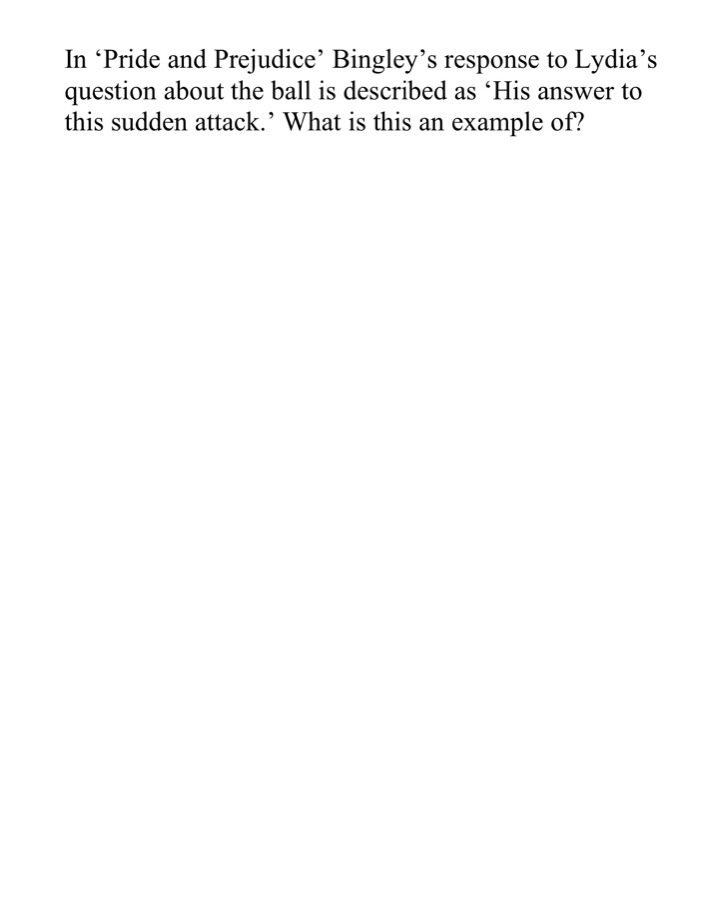 In ‘Pride and Prejudice’ Bingley’s response to Lydia’s
question about the ball is described as ‘His answer to
this sudden attack.’ What is this an example of?